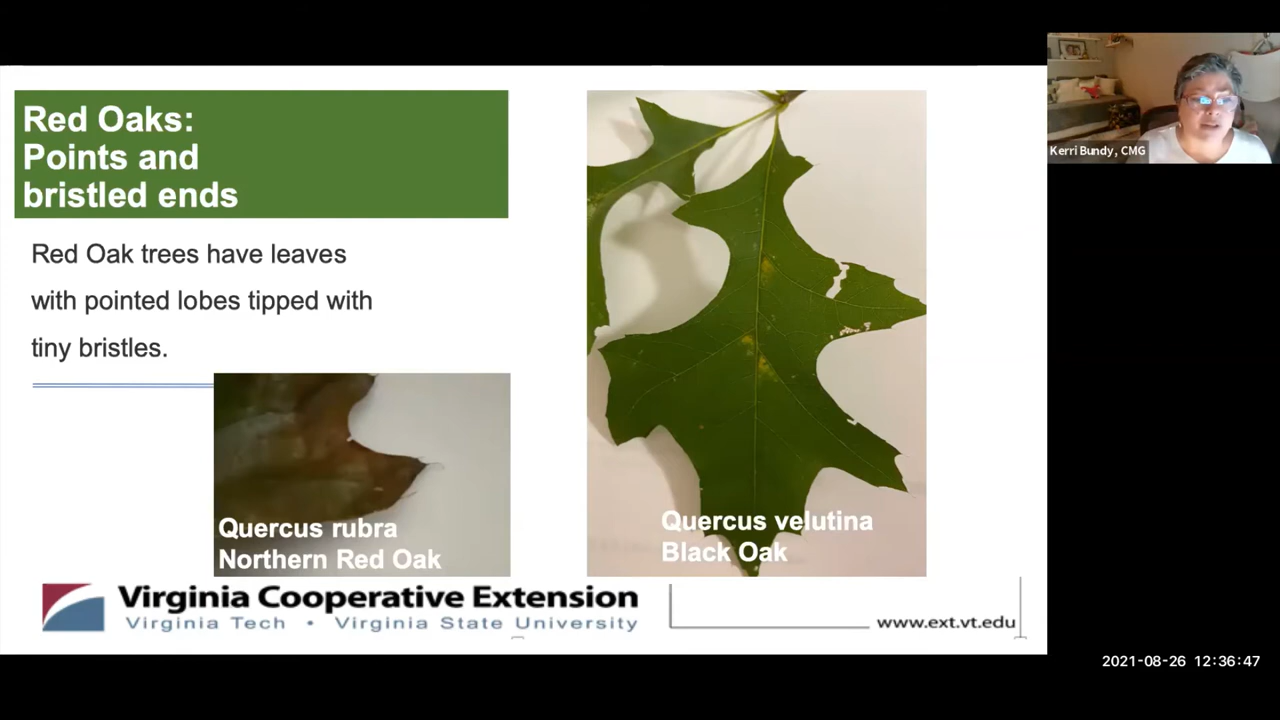 Red Oaks:
Points and
bristled ends
Red Oak trees have leaves
with pointed lobes tipped with
tiny bristles.
Quercus rubra
Northern Red Oak
Quercus velutina
Black Oak
Virginia Cooperative Extension
Virginia Tech • Virginia State University
www.ext.vt.edu
Kerri Bundy, CMG
2021-08-26 12:36:47